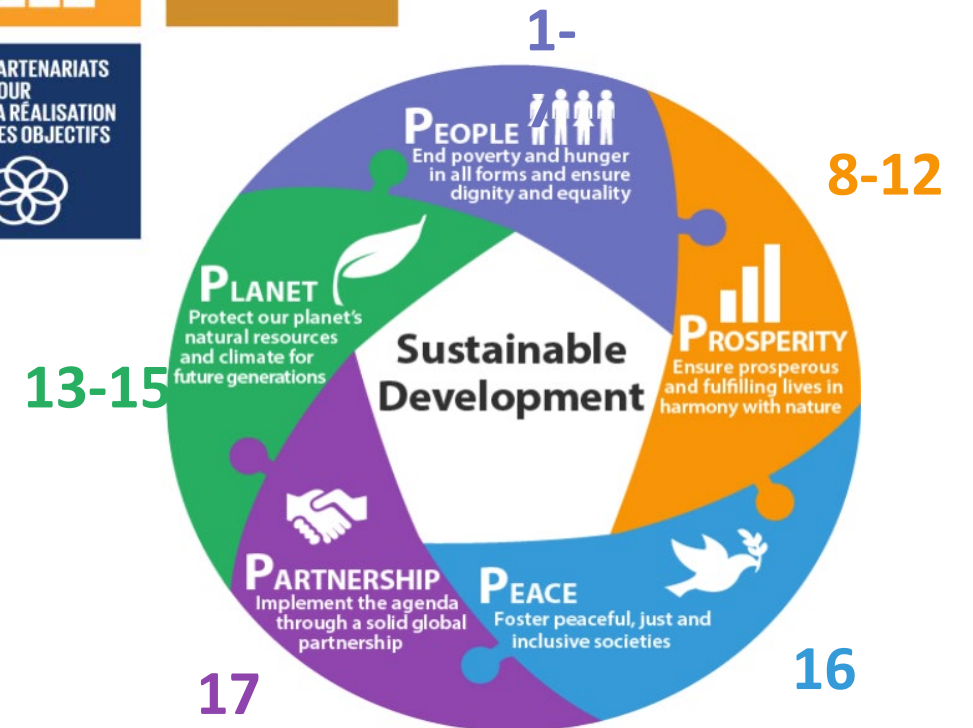 ARTENARIATS
OUR
A RÉALISATION
ES OBJECTIFS
1-
PEOPLE
End poverty and hunger
in all forms and ensure
dignity and equality
8-12
PROSPERITY
Ensure prosperous
and fulfilling lives in
harmony with nature
PLANET
Protect our planet's
natural resources
and climate for
future generations
13-15
Sustainable
Development
PARTNERSHIP
Implement the agenda
through a solid global
partnership
17
PEACE
Foster peaceful, just and
inclusive societies
16